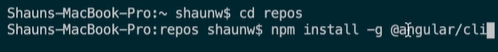 Shauns-MacBook-Pro:~ shaunw$ cd repos
Shauns-MacBook-Pro:repos shaunw$ npm install -g @angular/cli